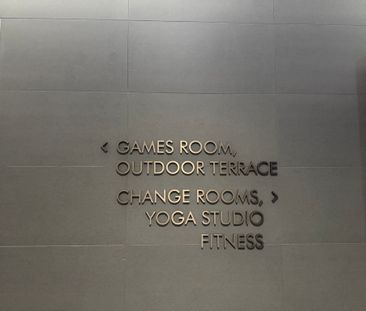 < GAMES ROOM,
OUTDOOR TERRACE
CHANGE ROOMS, >
YOGA STUDIO
FITNESS